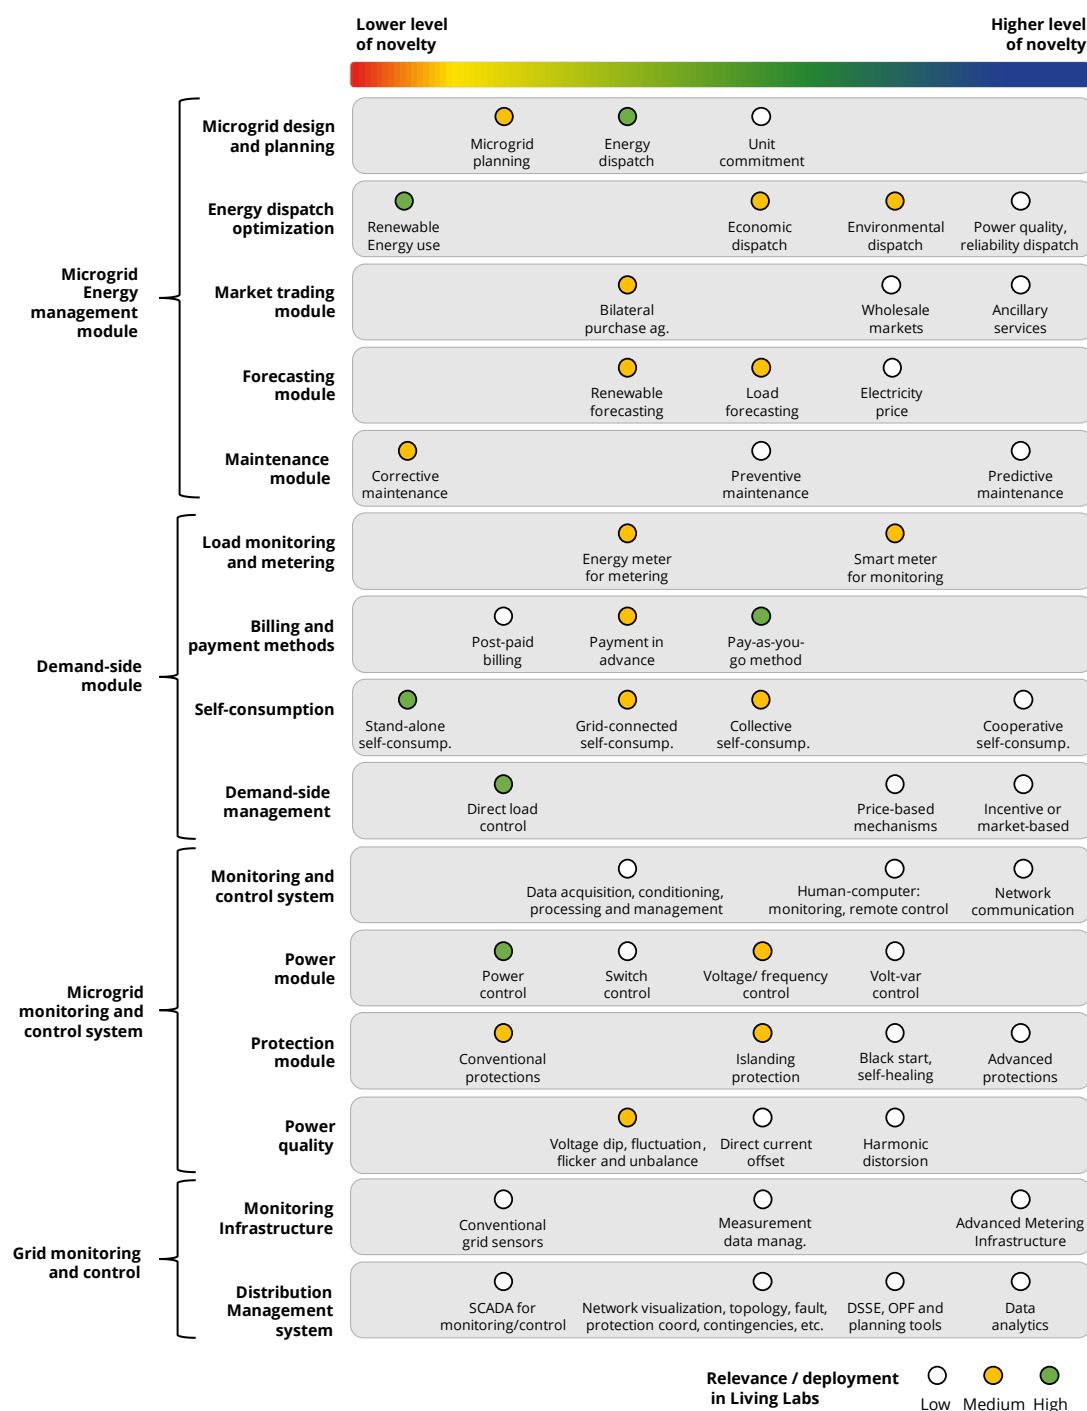 Lower level
of novelty
Higher level
of novelty
Microgrid
Energy
management
module
Microgrid design
and planning
Microgrid
planning
Energy
dispatch
Unit
commitment
Energy dispatch
optimization
Renewable
Energy use
Economic
dispatch
Environmental
dispatch
Power quality,
reliability dispatch
Market trading
module
Bilateral
purchase ag.
Wholesale
markets
Ancillary
services
Forecasting
module
Renewable
forecasting
Load
forecasting
Electricity
price
Maintenance
module
Corrective
maintenance
Preventive
maintenance
Predictive
maintenance
Demand-side
module
Load monitoring
and metering
Energy meter
for metering
Smart meter
for monitoring
Billing and
payment methods
Post-paid
billing
Payment in
advance
Pay-as-you-
go method
Self-consumption
Stand-alone
self-consump.
Grid-connected
self-consump.
Collective
self-consump.
Cooperative
self-consump.
Demand-side
management
Direct load
control
Price-based
mechanisms
Incentive or
market-based
Microgrid
monitoring and
control system
Monitoring and
control system
Data acquisition, conditioning,
processing and management
Human-computer:
monitoring, remote control
Network
communication
Power
module
Power
control
Switch
control
Voltage/ frequency
control
Volt-var
control
Protection
module
Conventional
protections
Islanding
protection
Black start,
self-healing
Advanced
protections
Power
quality
Voltage dip, fluctuation,
flicker and unbalance
Direct current
offset
Harmonic
distorsion
Grid monitoring
and control
Monitoring
Infrastructure
Conventional
grid sensors
Measurement
data manag.
Advanced Metering
Infrastructure
Distribution
Management
system
SCADA for
monitoring/control
Network visualization, topology, fault,
protection coord, contingencies, etc.
DSSE, OPF and
planning tools
Data
analytics
Relevance / deployment
in Living Labs
Low Medium High